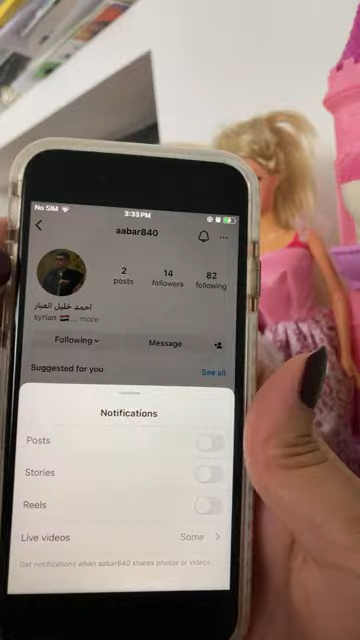 No SIM 3:33 PM
aabar840
2 14 82
posts followers following
احمد خليل العبار
syrian 🇸🇾... more
Following Message
Suggested for you See all
Notifications
Posts
Stories
Reels
Live videos Some
Get notifications when aabar840 shares photos or videos.